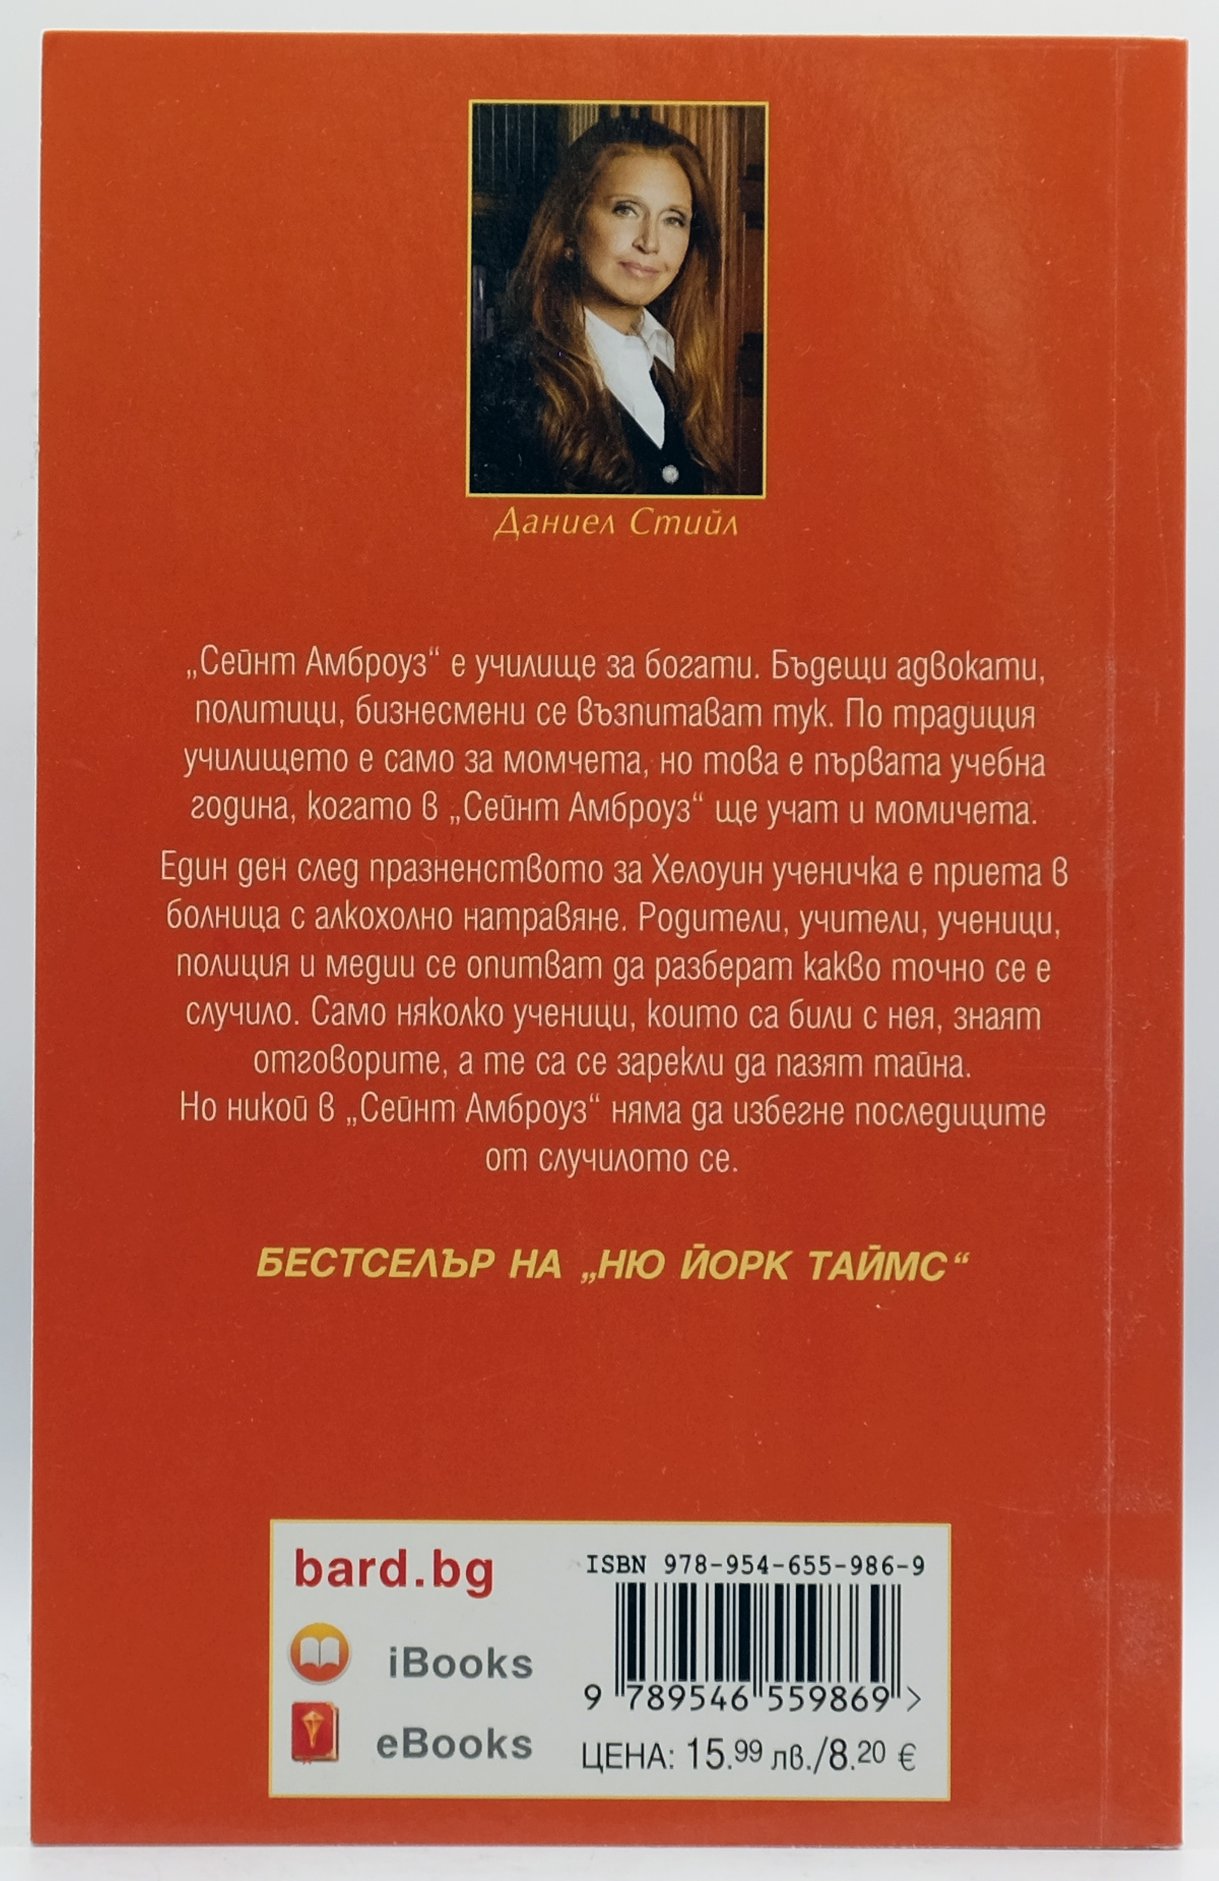 Даниел Стийл
„Сейнт Амброуз“ е училище за богати. Бъдещи адвокати,
политици, бизнесмени се възпитават тук. По традиция
училището е само за момчета, но това е първата учебна
година, когато в „Сейнт Амброуз“ ще учат и момичета.
Един ден след празненството за Хелоуин ученичка е приета в
болница с алкохолно натравяне. Родители, учители, ученици,
полиция и медии се опитват да разберат какво точно се е
случило. Само няколко ученици, които са били с нея, знаят
отговорите, а те са се зарекли да пазят тайна.
Но никой в „Сейнт Амброуз“ няма да избегне последиците
от случилото се.
БЕСТСЕЛЪР НА „НЮ ЙОРК ТАЙМС“
bard.bg
iBooks
eBooks
ISBN 978-954-655-986-9
9 789546 559869 >
ЦЕНА: 15.99 лв./8.20 €